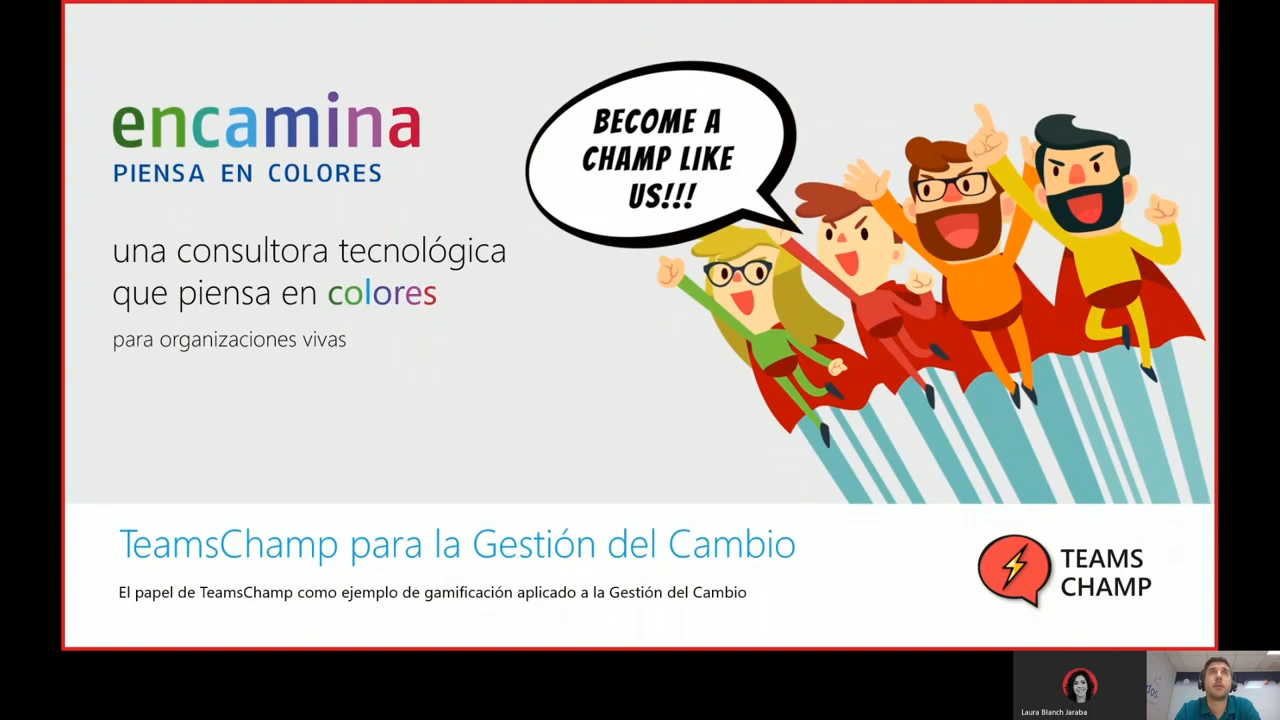 encamina
PIENSA EN COLORES
una consultora tecnológica
que piensa en colores
para organizaciones vivas
BECOME A
CHAMP LIKE
US!!!
TeamsChamp para la Gestión del Cambio
El papel de TeamsChamp como ejemplo de gamificación aplicado a la Gestión del Cambio
TEAMS
CHAMP
Laura Blanch Jaraba